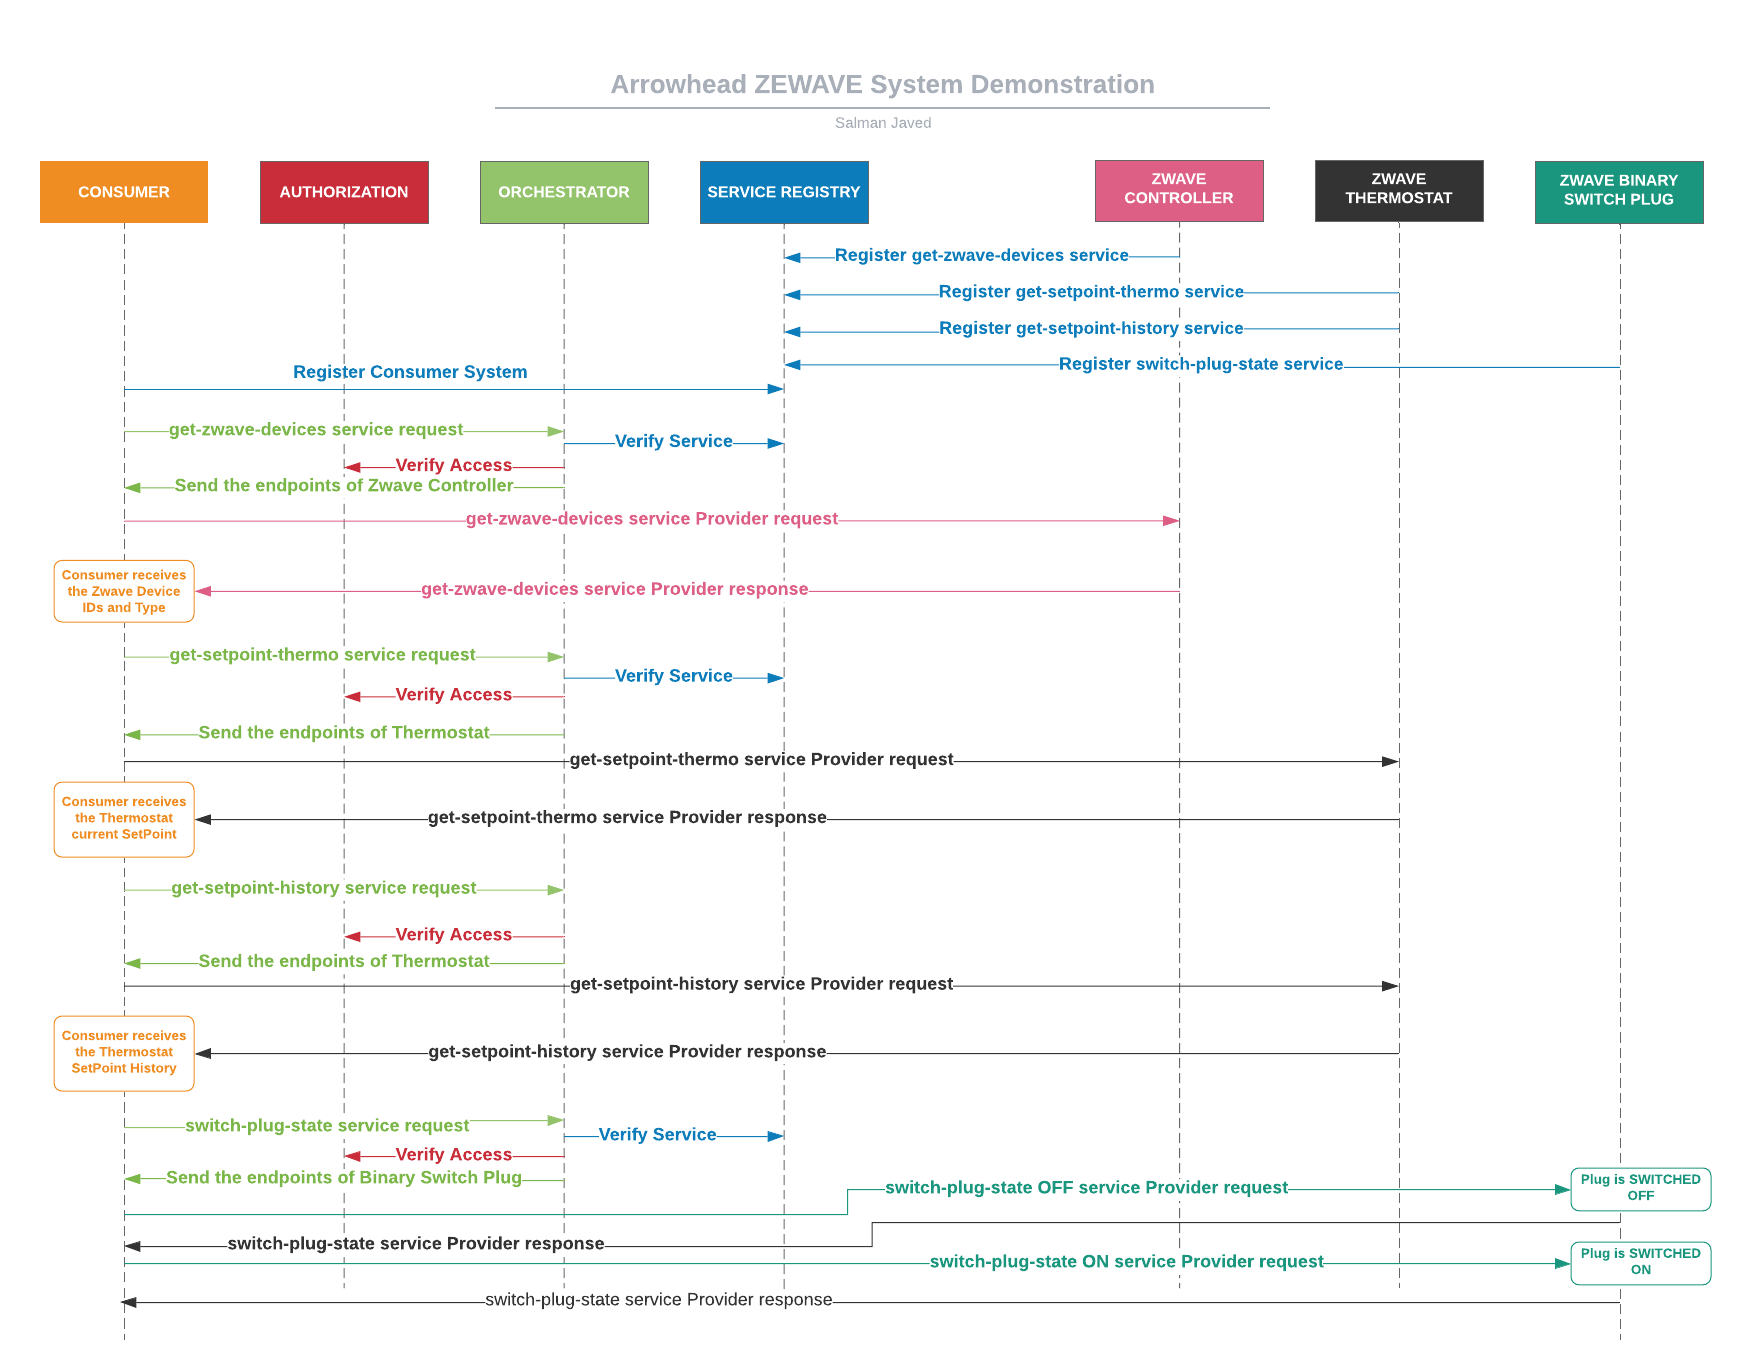 Arrowhead ZEWAVE System Demonstration
Salman Javed
CONSUMER
AUTHORIZATION
ORCHESTRATOR
SERVICE REGISTRY
ZWAVE
CONTROLLER
ZWAVE
THERMOSTAT
ZWAVE BINARY
SWITCH PLUG
Register get-zwave-devices service
Register get-setpoint-thermo service
Register get-setpoint-history service
Register switch-plug-state service
Register Consumer System
get-zwave-devices service request
Verify Service
Verify Access
Send the endpoints of Zwave Controller
get-zwave-devices service Provider request
Consumer receives
the Zwave Device
IDs and Type
get-zwave-devices service Provider response
get-setpoint-thermo service request
Verify Service
Verify Access
Send the endpoints of Thermostat
get-setpoint-thermo service Provider request
Consumer receives
the Thermostat
current SetPoint
get-setpoint-thermo service Provider response
get-setpoint-history service request
Verify Access
Send the endpoints of Thermostat
get-setpoint-history service Provider request
Consumer receives
the Thermostat
SetPoint History
get-setpoint-history service Provider response
switch-plug-state service request
Verify Service
Verify Access
Send the endpoints of Binary Switch Plug
switch-plug-state OFF service Provider request
Plug is SWITCHED
OFF
switch-plug-state service Provider response
switch-plug-state ON service Provider request
Plug is SWITCHED
ON
switch-plug-state service Provider response